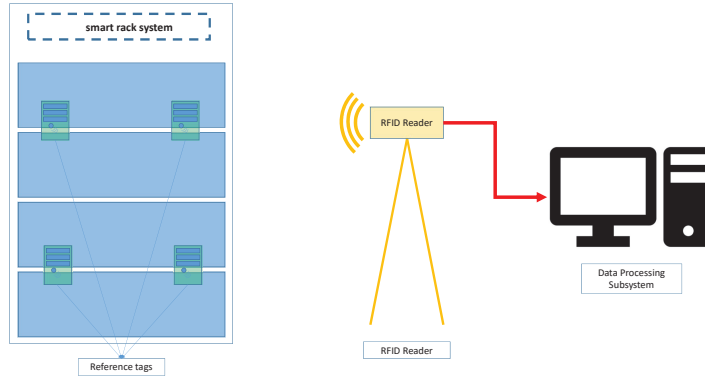 smart rack system
RFID Reader
Data Processing
Subsystem
RFID Reader
Reference tags